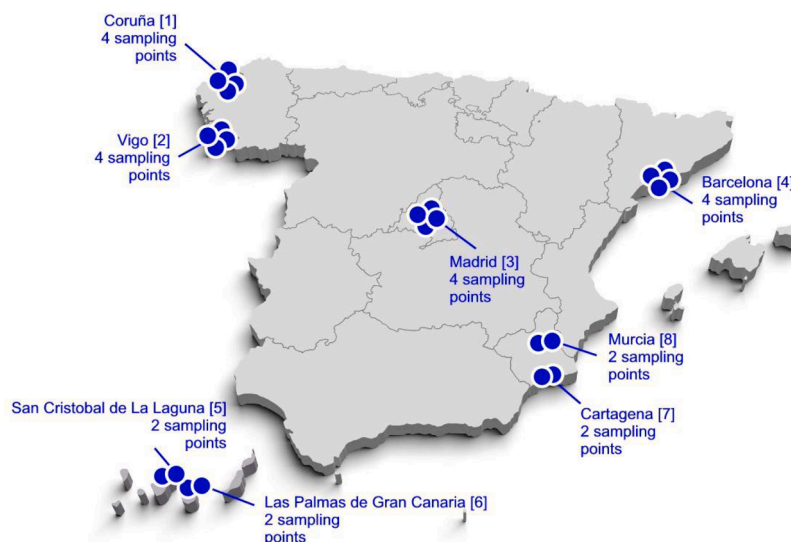 Coruña [1]
4 sampling
points
Vigo [2]
4 sampling
points
Barcelona [4]
4 sampling
points
Madrid [3]
4 sampling
points
Murcia [8]
2 sampling
points
San Cristobal de La Laguna [5]
2 sampling
points
Cartagena [7]
2 sampling
points
Las Palmas de Gran Canaria [6]
2 sampling
points